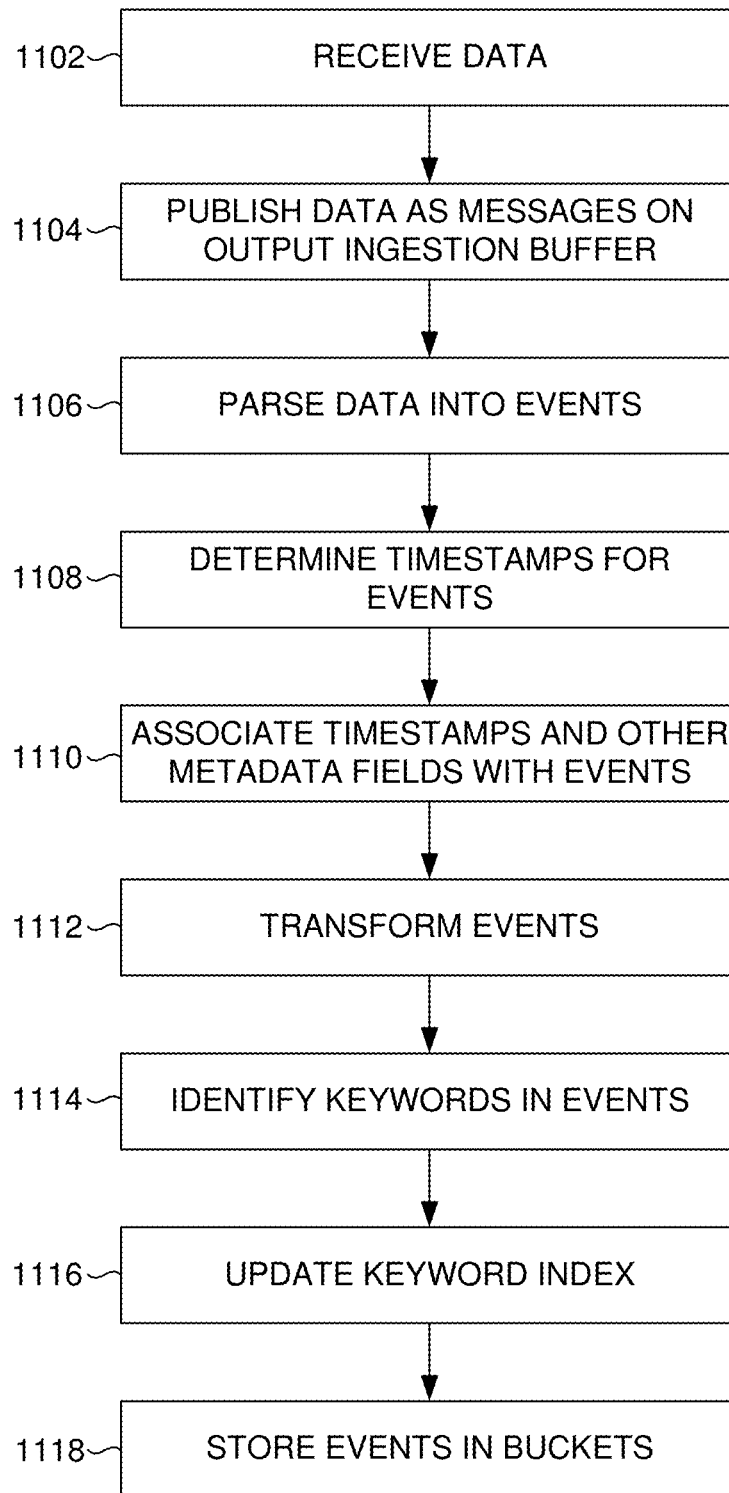 1102
RECEIVE DATA
1104
PUBLISH DATA AS MESSAGES ON
OUTPUT INGESTION BUFFER
1106
PARSE DATA INTO EVENTS
1108
DETERMINE TIMESTAMPS FOR
EVENTS
1110
ASSOCIATE TIMESTAMPS AND OTHER
METADATA FIELDS WITH EVENTS
1112
TRANSFORM EVENTS
1114
IDENTIFY KEYWORDS IN EVENTS
1116
UPDATE KEYWORD INDEX
1118
STORE EVENTS IN BUCKETS